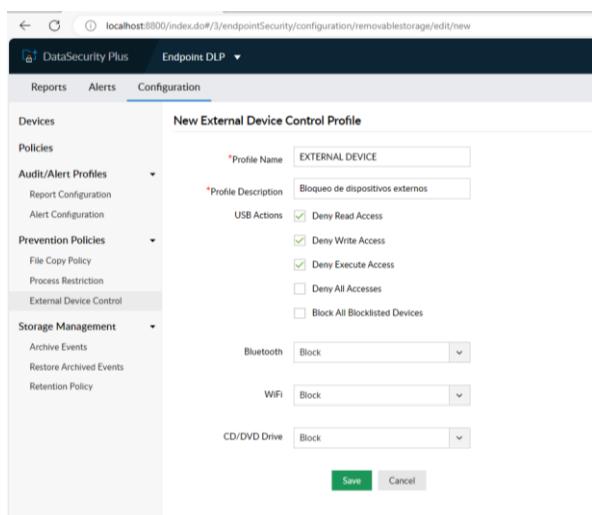 localhost:8800/index.do#/3/endpointSecurity/configuration/removablestorage/edit/new
DataSecurity Plus
Endpoint DLP
Reports Alerts Configuration
Devices
Policies
Audit/Alert Profiles
Report Configuration
Alert Configuration
Prevention Policies
File Copy Policy
Process Restriction
External Device Control
Storage Management
Archive Events
Restore Archived Events
Retention Policy
New External Device Control Profile
*Profile Name EXTERNAL DEVICE
*Profile Description Bloqueo de dispositivos externos
USB Actions Deny Read Access
Deny Write Access
Deny Execute Access
Deny All Accesses
Block All Blocklisted Devices
Bluetooth Block
WiFi Block
CD/DVD Drive Block
Save Cancel